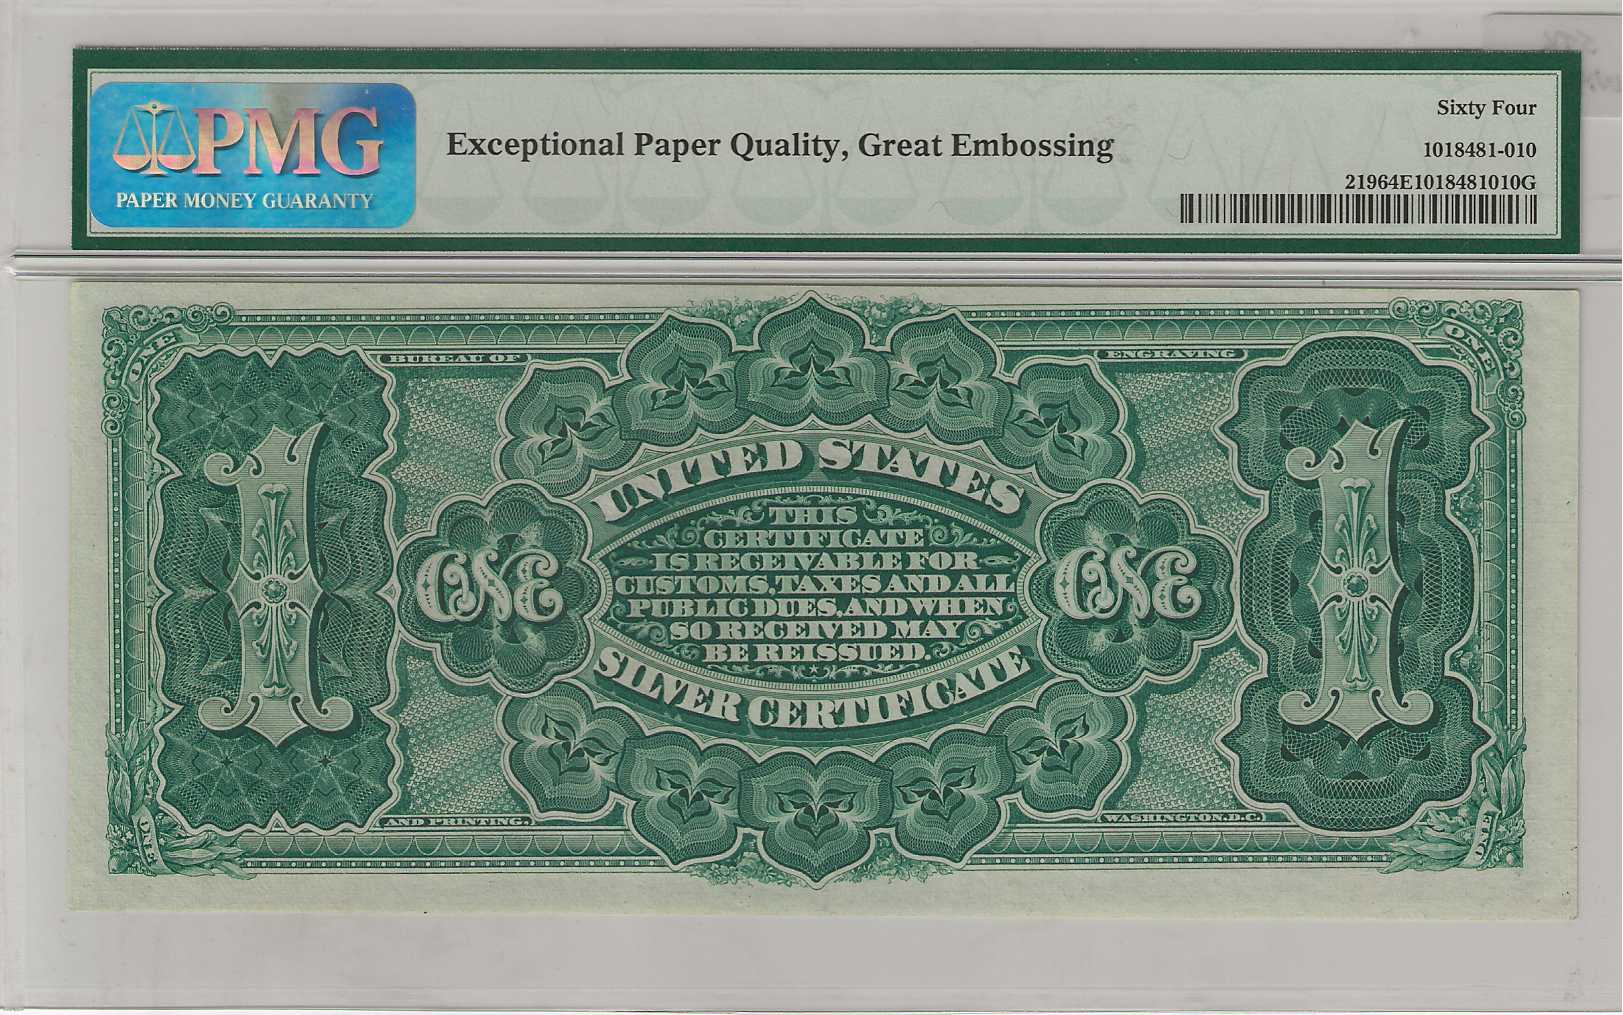 PMG
PAPER MONEY GUARANTY
Exceptional Paper Quality, Great Embossing
Sixty Four
1018481-010
21964E1018481010G
ONE
ONE
BUREAU OF
ENGRAVING
UNITED STATES
THIS
CERTIFICATE
IS RECEIVABLE FOR
CUSTOMS, TAXES AND ALL
PUBLIC DUES, AND WHEN
SO RECEIVED MAY
BE REISSUED.
SILVER CERTIFICATE
1
ONE
ONE
1
AND PRINTING,
WASHINGTON, D.C.
ONE
ONE